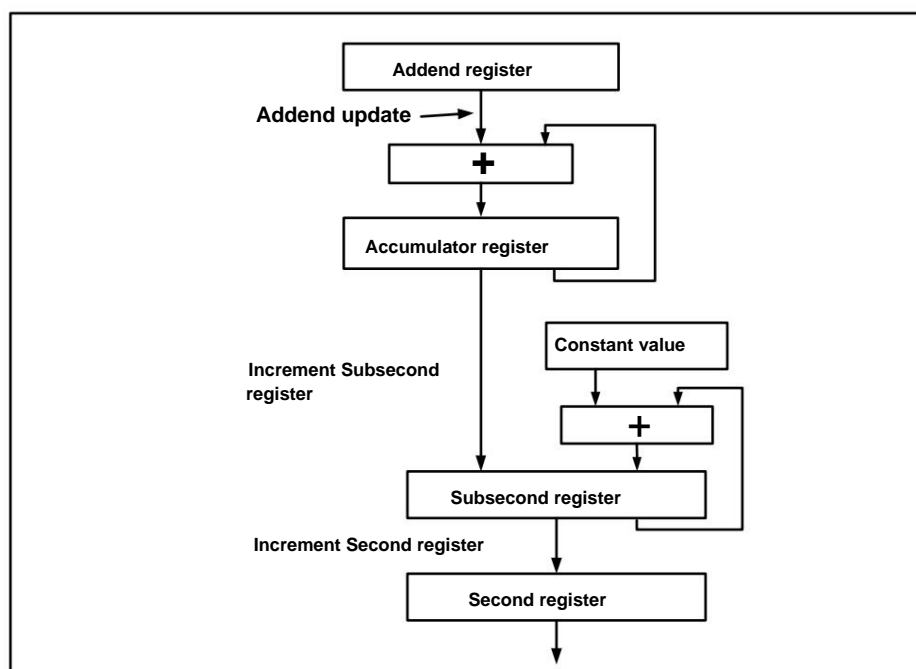 Addend register
Addend update
+
Accumulator register
Constant value
Increment Subsecond
register
+
Subsecond register
Increment Second register
Second register